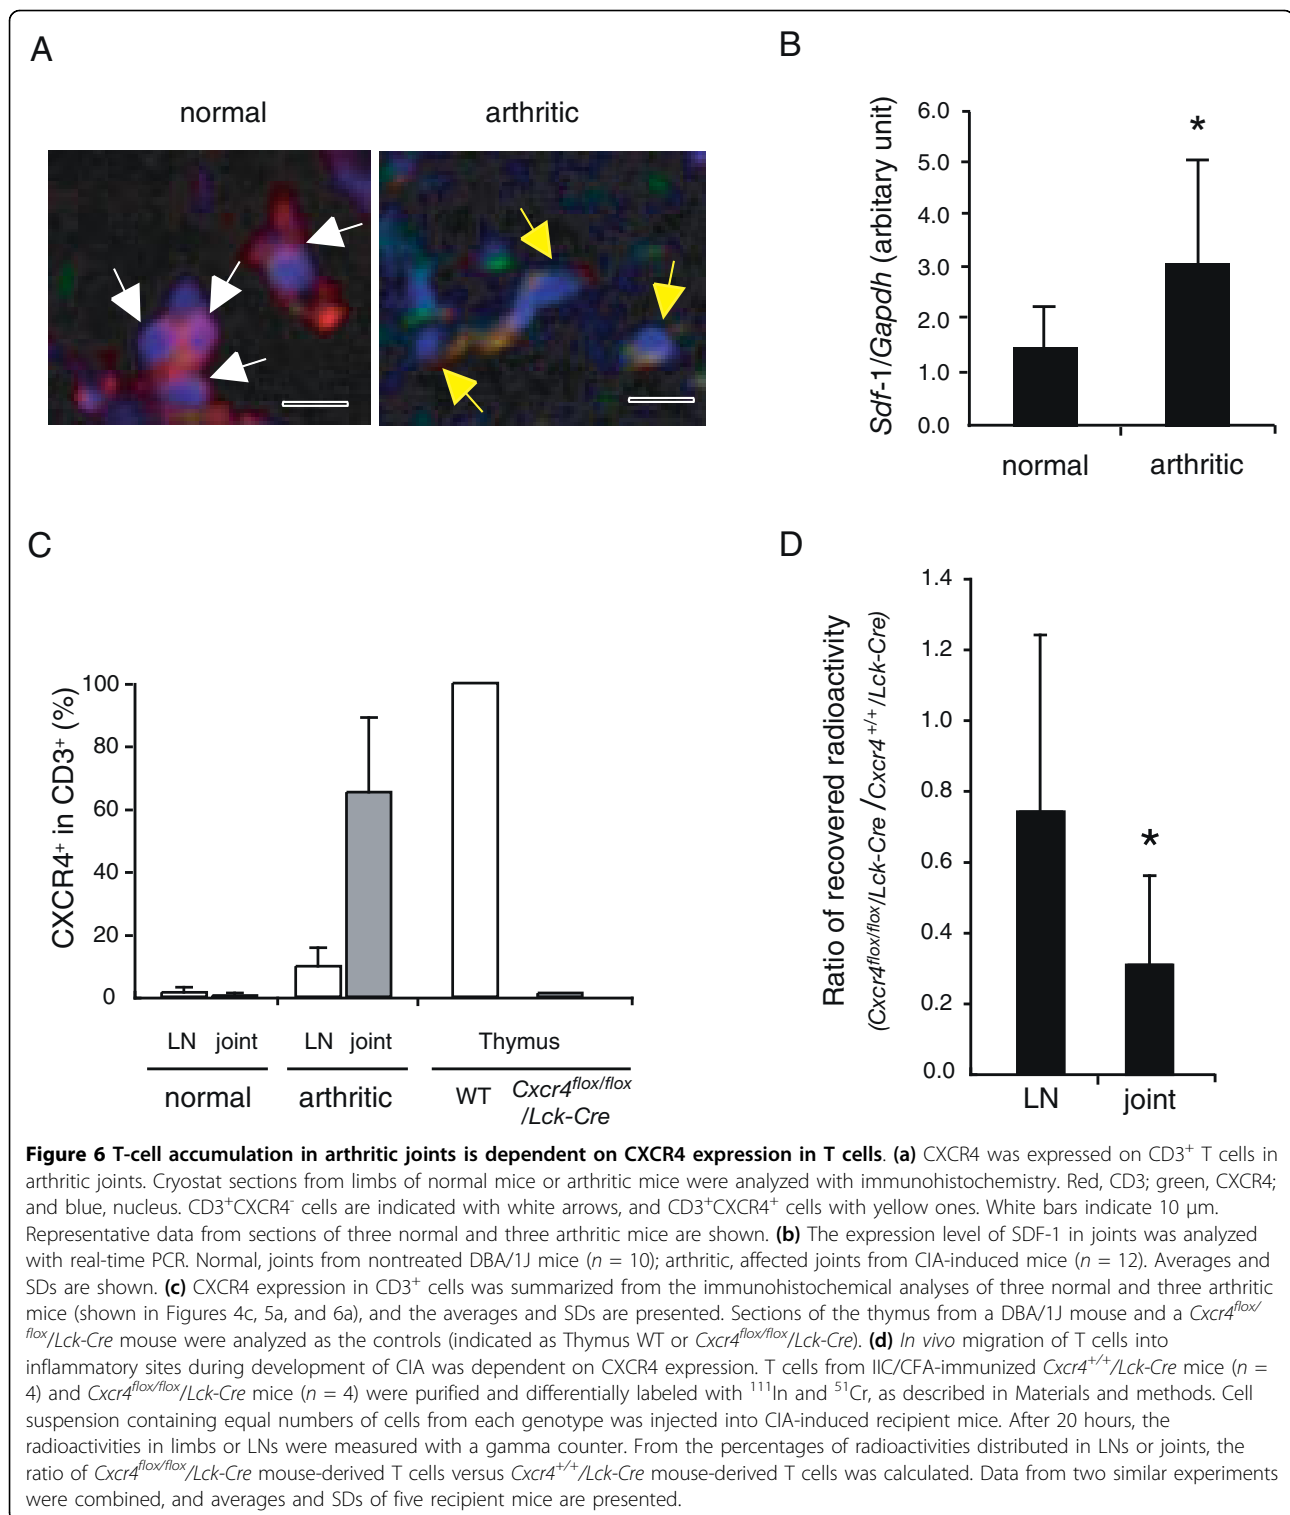 A
normal
arthritic
B
Sdf-1/Gapdh (arbitary unit)
6.0
5.0
4.0
3.0
2.0
1.0
0.0
*
normal
arthritic
C
CXCR4⁺ in CD3⁺ (%)
100
80
60
40
20
0
LN joint LN joint Thymus
normal arthritic WT Cxcr4flox/flox
/Lck-Cre
D
Ratio of recovered radioactivity
(Cxcr4flox/flox/Lck-Cre /Cxcr4+/+/Lck-Cre)
1.4
1.2
1.0
0.8
0.6
0.4
0.2
0.0
*
LN
joint
Figure 6 T-cell accumulation in arthritic joints is dependent on CXCR4 expression in T cells. (a) CXCR4 was expressed on CD3⁺ T cells in
arthritic joints. Cryostat sections from limbs of normal mice or arthritic mice were analyzed with immunohistochemistry. Red, CD3; green, CXCR4;
and blue, nucleus. CD3⁺CXCR4⁻ cells are indicated with white arrows, and CD3⁺CXCR4⁺ cells with yellow ones. White bars indicate 10 μm.
Representative data from sections of three normal and three arthritic mice are shown. (b) The expression level of SDF-1 in joints was analyzed
with real-time PCR. Normal, joints from nontreated DBA/1J mice (n = 10); arthritic, affected joints from CIA-induced mice (n = 12). Averages and
SDs are shown. (c) CXCR4 expression in CD3⁺ cells was summarized from the immunohistochemical analyses of three normal and three arthritic
mice (shown in Figures 4c, 5a, and 6a), and the averages and SDs are presented. Sections of the thymus from a DBA/1J mouse and a Cxcr4flox/
flox/Lck-Cre mouse were analyzed as the controls (indicated as Thymus WT or Cxcr4flox/flox/Lck-Cre). (d) In vivo migration of T cells into
inflammatory sites during development of CIA was dependent on CXCR4 expression. T cells from IIC/CFA-immunized Cxcr4+/+/Lck-Cre mice (n =
4) and Cxcr4flox/flox/Lck-Cre mice (n = 4) were purified and differentially labeled with ¹¹¹In and ⁵¹Cr, as described in Materials and methods. Cell
suspension containing equal numbers of cells from each genotype was injected into CIA-induced recipient mice. After 20 hours, the
radioactivities in limbs or LNs were measured with a gamma counter. From the percentages of radioactivities distributed in LNs or joints, the
ratio of Cxcr4flox/flox/Lck-Cre mouse-derived T cells versus Cxcr4+/+/Lck-Cre mouse-derived T cells was calculated. Data from two similar experiments
were combined, and averages and SDs of five recipient mice are presented.